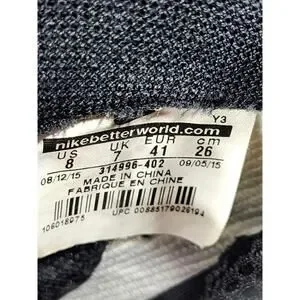 Y3
nikebetterworld.com
US UK EUR cm
8 7 41 26
314996-402
08/12/15 09/05/15
MADE IN CHINA
FABRIQUE EN CHINE
106018975
UPC 00885179026194